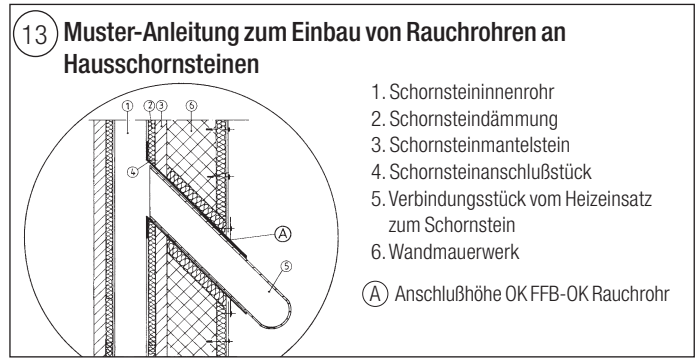 13 Muster-Anleitung zum Einbau von Rauchrohren an
Hausschornsteinen
1 2 3 6
4
A
5
1. Schornsteininnenrohr
2. Schornsteindämmung
3. Schornsteinmantelstein
4. Schornsteinanschlußstück
5. Verbindungsstück vom Heizeinsatz
zum Schornstein
6. Wandmauerwerk
A Anschlußhöhe OK FFB-OK Rauchrohr